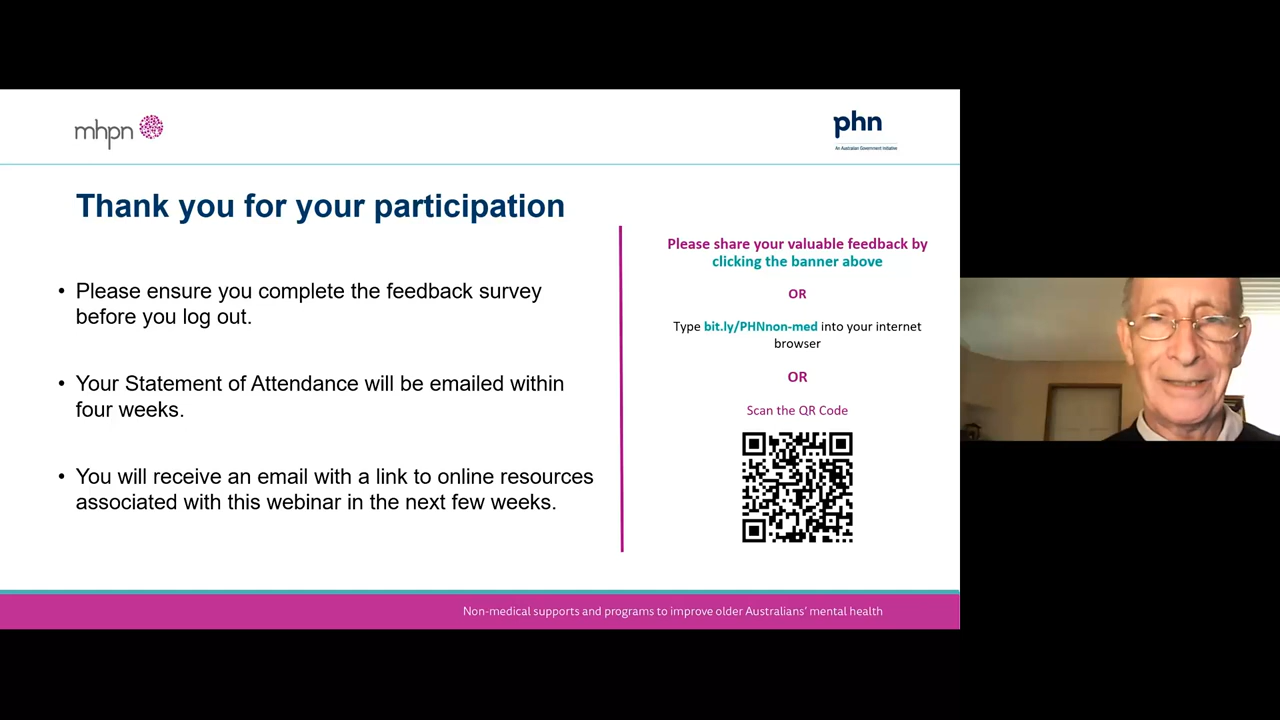 mhpn
phn
An Australian Government Initiative
Thank you for your participation
• Please ensure you complete the feedback survey
before you log out.
• Your Statement of Attendance will be emailed within
four weeks.
• You will receive an email with a link to online resources
associated with this webinar in the next few weeks.
Please share your valuable feedback by
clicking the banner above
OR
Type bit.ly/PHNnon-med into your internet
browser
OR
Scan the QR Code
Non-medical supports and programs to improve older Australians' mental health